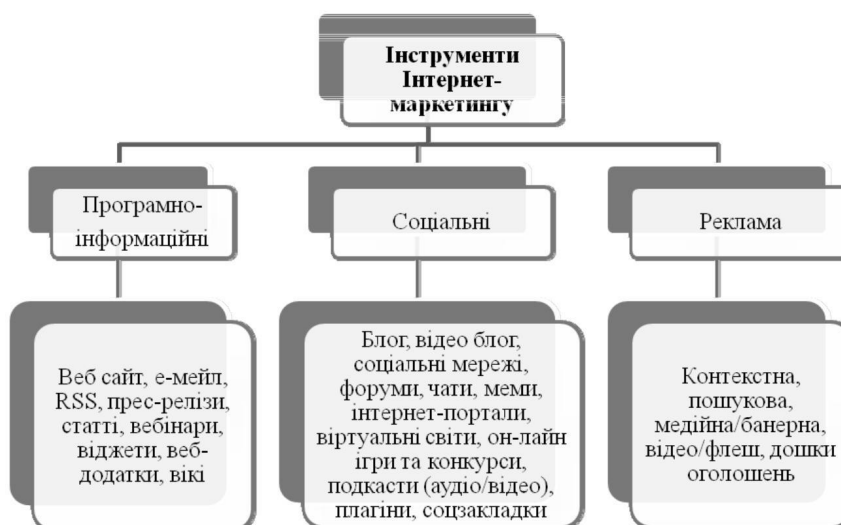 Інструменти
Інтернет-
маркетингу
Програмно-
інформаційні
Соціальні
Реклама
Веб сайт, е-мейл,
RSS, прес-релізи,
статті, вебінари,
віджети, веб-
додатки, вікі
Блог, відео блог,
соціальні мережі,
форуми, чати, меми,
інтернет-портали,
віртуальні світи, он-лайн
ігри та конкурси,
подкасти (аудіо/відео),
плагіни, соцзакладки
Контекстна,
пошукова,
медійна/банерна,
відео/флеш, дошки
оголошень